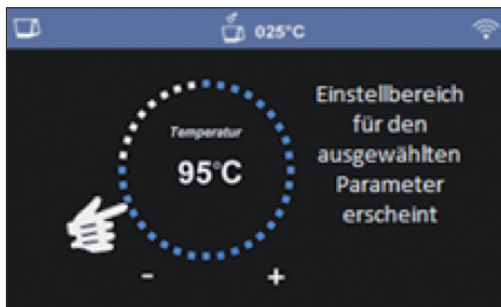 025°C
Temperatur
95°C
Einstellbereich
für den
ausgewählten
Parameter
erscheint
- +